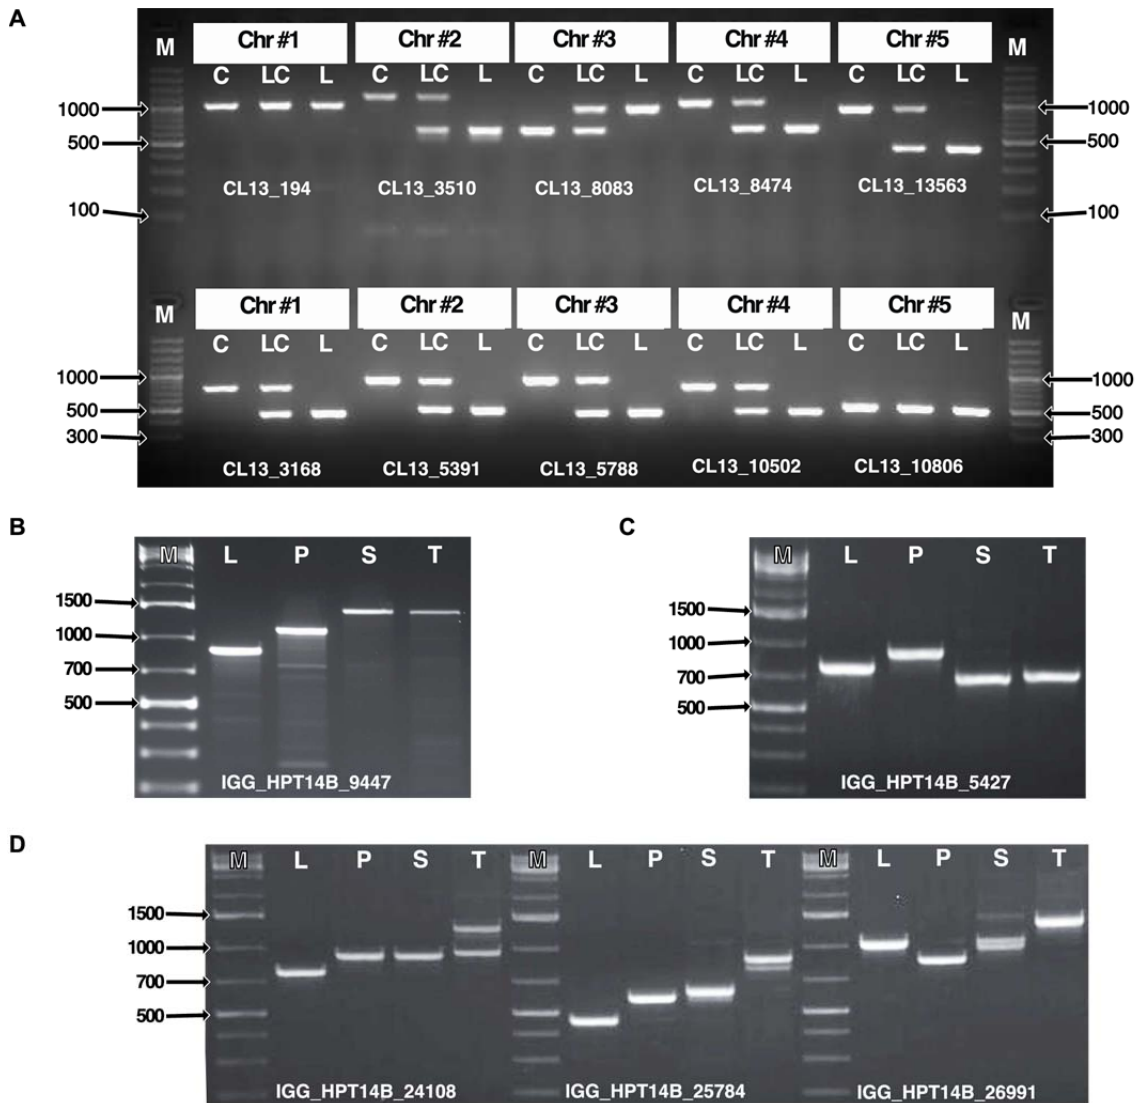 A
Chr #1 Chr #2 Chr #3 Chr #4 Chr #5
M M
C LC L C LC L C LC L C LC L C LC L
1000 1000
500 500
CL13_194 CL13_3510 CL13_8083 CL13_8474 CL13_13563
100 100
Chr #1 Chr #2 Chr #3 Chr #4 Chr #5
M M
C LC L C LC L C LC L C LC L C LC L
1000 1000
500 500
300 300
CL13_3168 CL13_5391 CL13_5788 CL13_10502 CL13_10806
B
M L P S T
1500
1000
700
500
IGG_HPT14B_9447
C
M L P S T
1500
1000
700
500
IGG_HPT14B_5427
D
M L P S T M L P S T M L P S T
1500
1000
700
500
IGG_HPT14B_24108 IGG_HPT14B_25784 IGG_HPT14B_26991